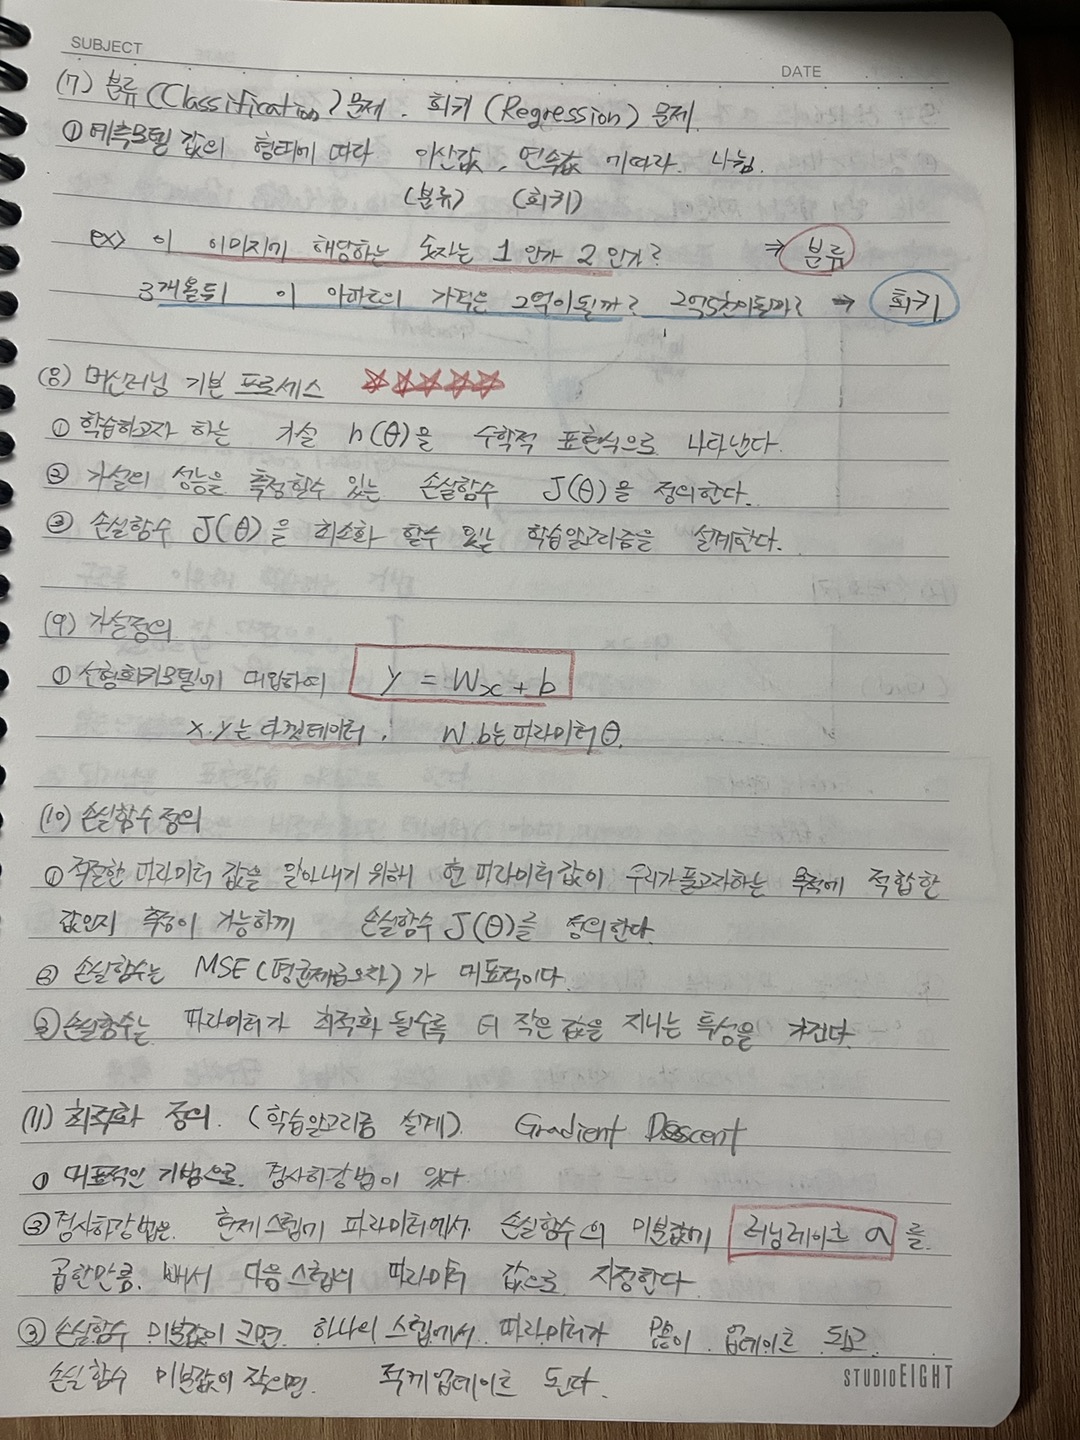 SUBJECT
DATE
(7) 분류(Classification)문제. 회귀(Regression)문제.
① 예측모델 값의 형태에 따라 이산값, 연속값 에따라. 나뉨.
(분류) (회귀)
ex) 이 이미지가 해당하는 숫자는 1 인가 2 인가? ⇒ 분류
3개월뒤 이 아파트의 가격은 2억이될까? 2억5천이될까? → 회귀
(8) 머신러닝 기본 프로세스 ☆☆☆☆☆
① 학습하고자 하는 가설 h(θ)을 수학적 표현식으로 나타낸다.
② 가설의 성능을 측정할수 있는 손실함수 J(θ)을 정의한다.
③ 손실함수 J(θ)을 최소화 할수 있는 학습알고리즘을 설계한다.
(9) 가설정의
① 선형회귀모델에 대입하여 y = Wx + b
x.y는 타겟데이터, W.b는 파라미터 θ.
(10) 손실함수정의
① 적절한 파라미터 값을 알아내기 위해 현 파라미터값이 우리가풀고자하는 목적에 적합한
값인지 측정이 가능하게 손실함수 J(θ)를 정의한다.
② 손실함수는 MSE(평균제곱오차)가 대표적이다.
③ 손실함수는 파라미터가 최적화 될수록 더 작은 값을 지니는 특성을 가진다.
(11) 최적화 정의. (학습알고리즘 설계). Gradient Descent
① 대표적인 기법으로. 경사하강법이 있다.
② 경사하강법은. 현재스텝의 파라미터에서. 손실함수의 미분값에 러닝레이트 α를.
곱한만큼. 빼서 다음스텝의 파라미터 값으로 지정한다.
③ 손실함수 미분값이 크면. 하나의 스텝에서. 파라미터가 많이. 업데이트 되고.
손실함수 미분값이 작으면. 적게업데이트 된다.
STUDIO EIGHT